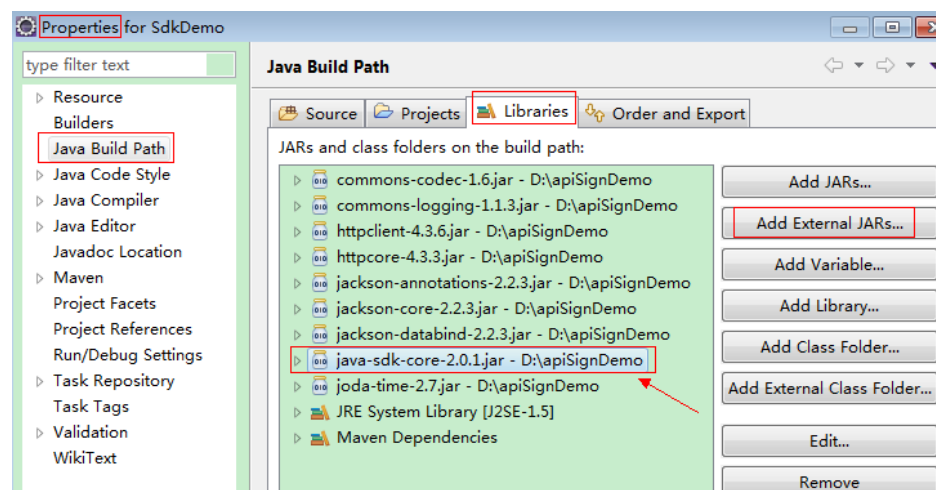 Properties for SdkDemo
type filter text
Resource
Builders
Java Build Path
Java Code Style
Java Compiler
Java Editor
Javadoc Location
Maven
Project Facets
Project References
Run/Debug Settings
Task Repository
Task Tags
Validation
WikiText
Java Build Path
Source Projects Libraries Order and Export
JARs and class folders on the build path:
commons-codec-1.6.jar - D:\apiSignDemo
commons-logging-1.1.3.jar - D:\apiSignDemo
httpclient-4.3.6.jar - D:\apiSignDemo
httpcore-4.3.3.jar - D:\apiSignDemo
jackson-annotations-2.2.3.jar - D:\apiSignDemo
jackson-core-2.2.3.jar - D:\apiSignDemo
jackson-databind-2.2.3.jar - D:\apiSignDemo
java-sdk-core-2.0.1.jar - D:\apiSignDemo
joda-time-2.7.jar - D:\apiSignDemo
JRE System Library [J2SE-1.5]
Maven Dependencies
Add JARs...
Add External JARs...
Add Variable...
Add Library...
Add Class Folder...
Add External Class Folder...
Edit...
Remove